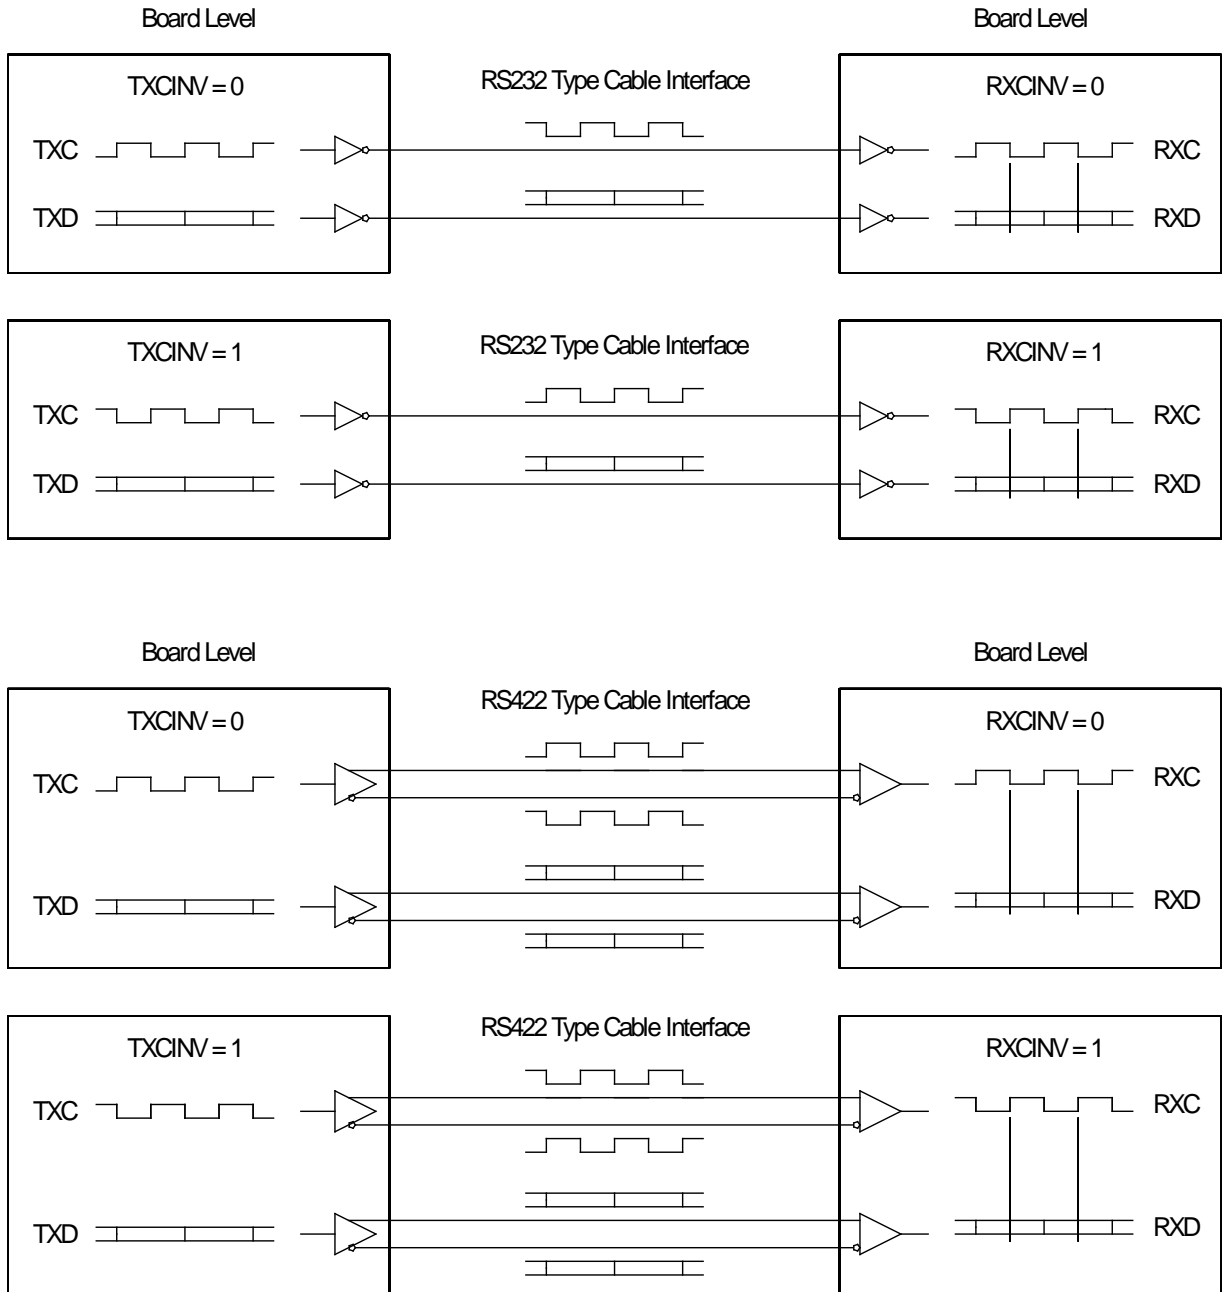 Board Level
Board Level
TXCINV = 0
RS232 Type Cable Interface
RXCINV = 0
TXC
RXC
TXD
RXD
TXCINV = 1
RS232 Type Cable Interface
RXCINV = 1
TXC
RXC
TXD
RXD
Board Level
Board Level
TXCINV = 0
RS422 Type Cable Interface
RXCINV = 0
TXC
RXC
TXD
RXD
TXCINV = 1
RS422 Type Cable Interface
RXCINV = 1
TXC
RXC
TXD
RXD